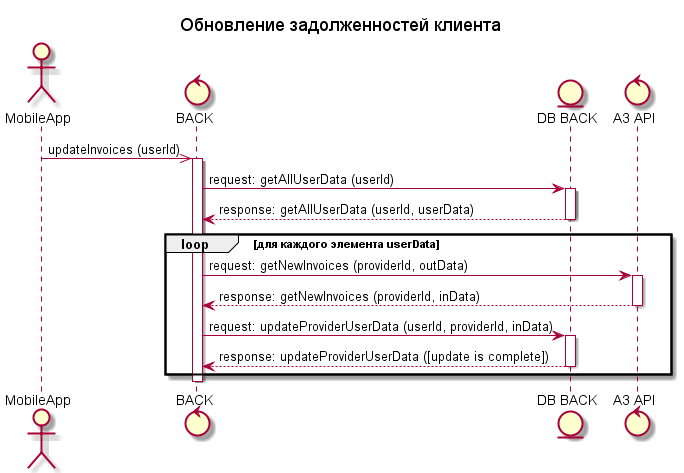 Обновление задолженностей клиента
MobileApp
BACK
DB BACK
A3 API
updateInvoices (userId)
request: getAllUserData (userId)
response: getAllUserData (userId, userData)
loop
[для каждого элемента userData]
request: getNewInvoices (providerId, outData)
response: getNewInvoices (providerId, inData)
request: updateProviderUserData (userId, providerId, inData)
response: updateProviderUserData ([update is complete])
MobileApp
BACK
DB BACK
A3 API